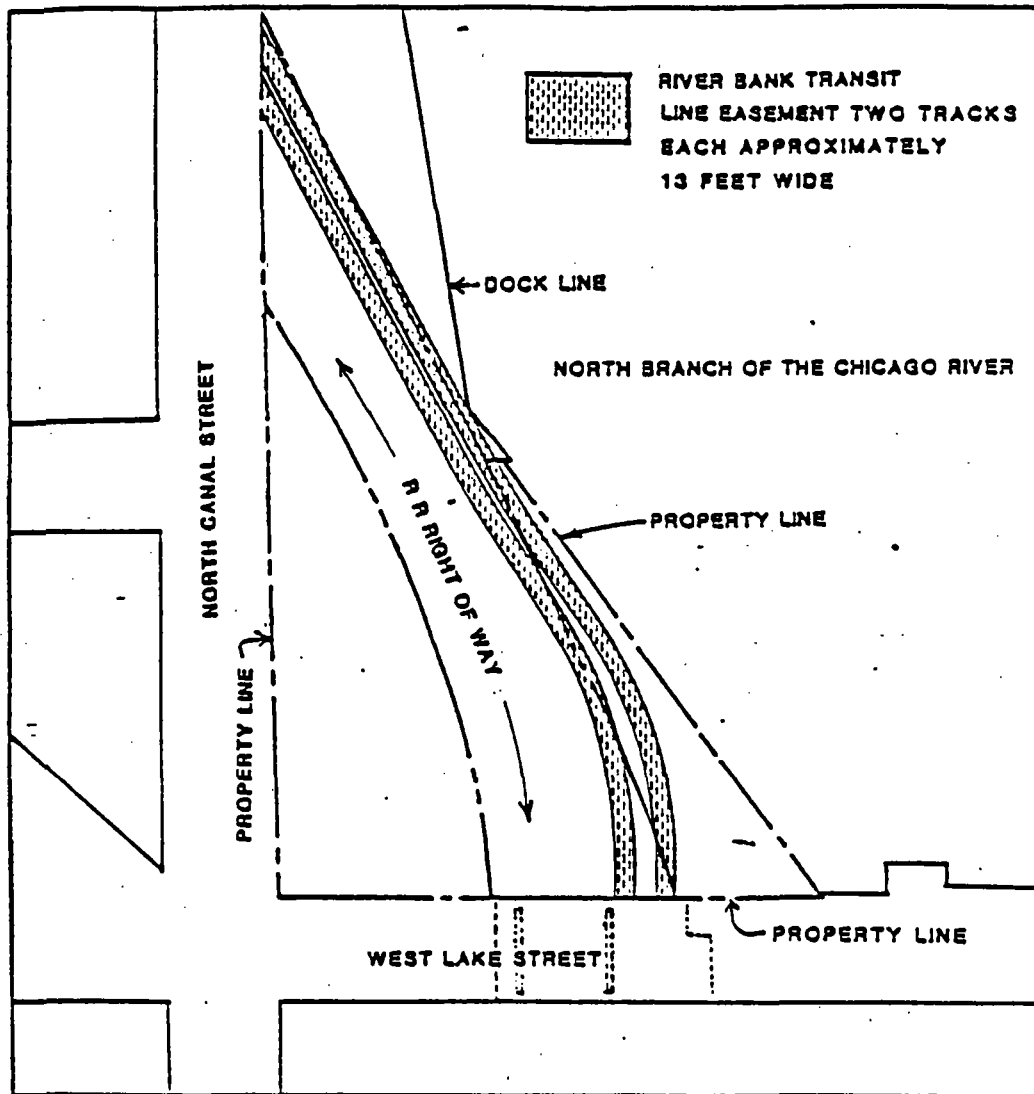 RIVER BANK TRANSIT
LINE EASEMENT TWO TRACKS
EACH APPROXIMATELY
13 FEET WIDE
DOCK LINE
NORTH BRANCH OF THE CHICAGO RIVER
NORTH CANAL STREET
R R RIGHT OF WAY
PROPERTY LINE
PROPERTY LINE
PROPERTY LINE
WEST LAKE STREET